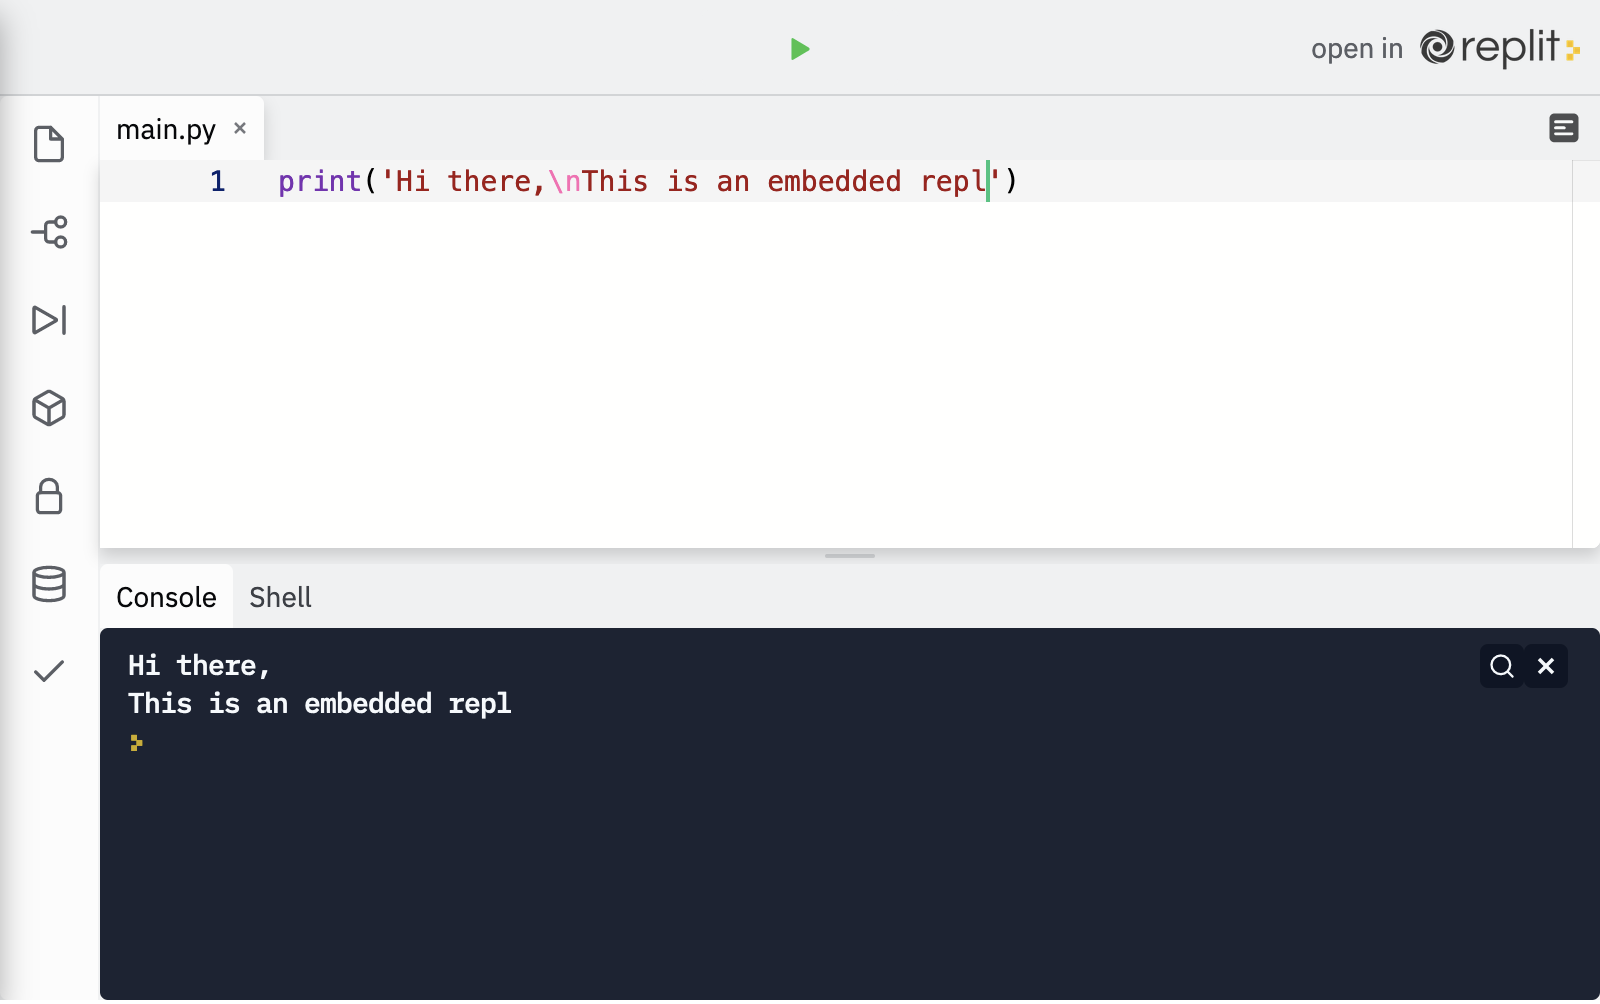 open in replit
main.py ×
1 print('Hi there,\nThis is an embedded repl')
Console Shell
Hi there,
This is an embedded repl